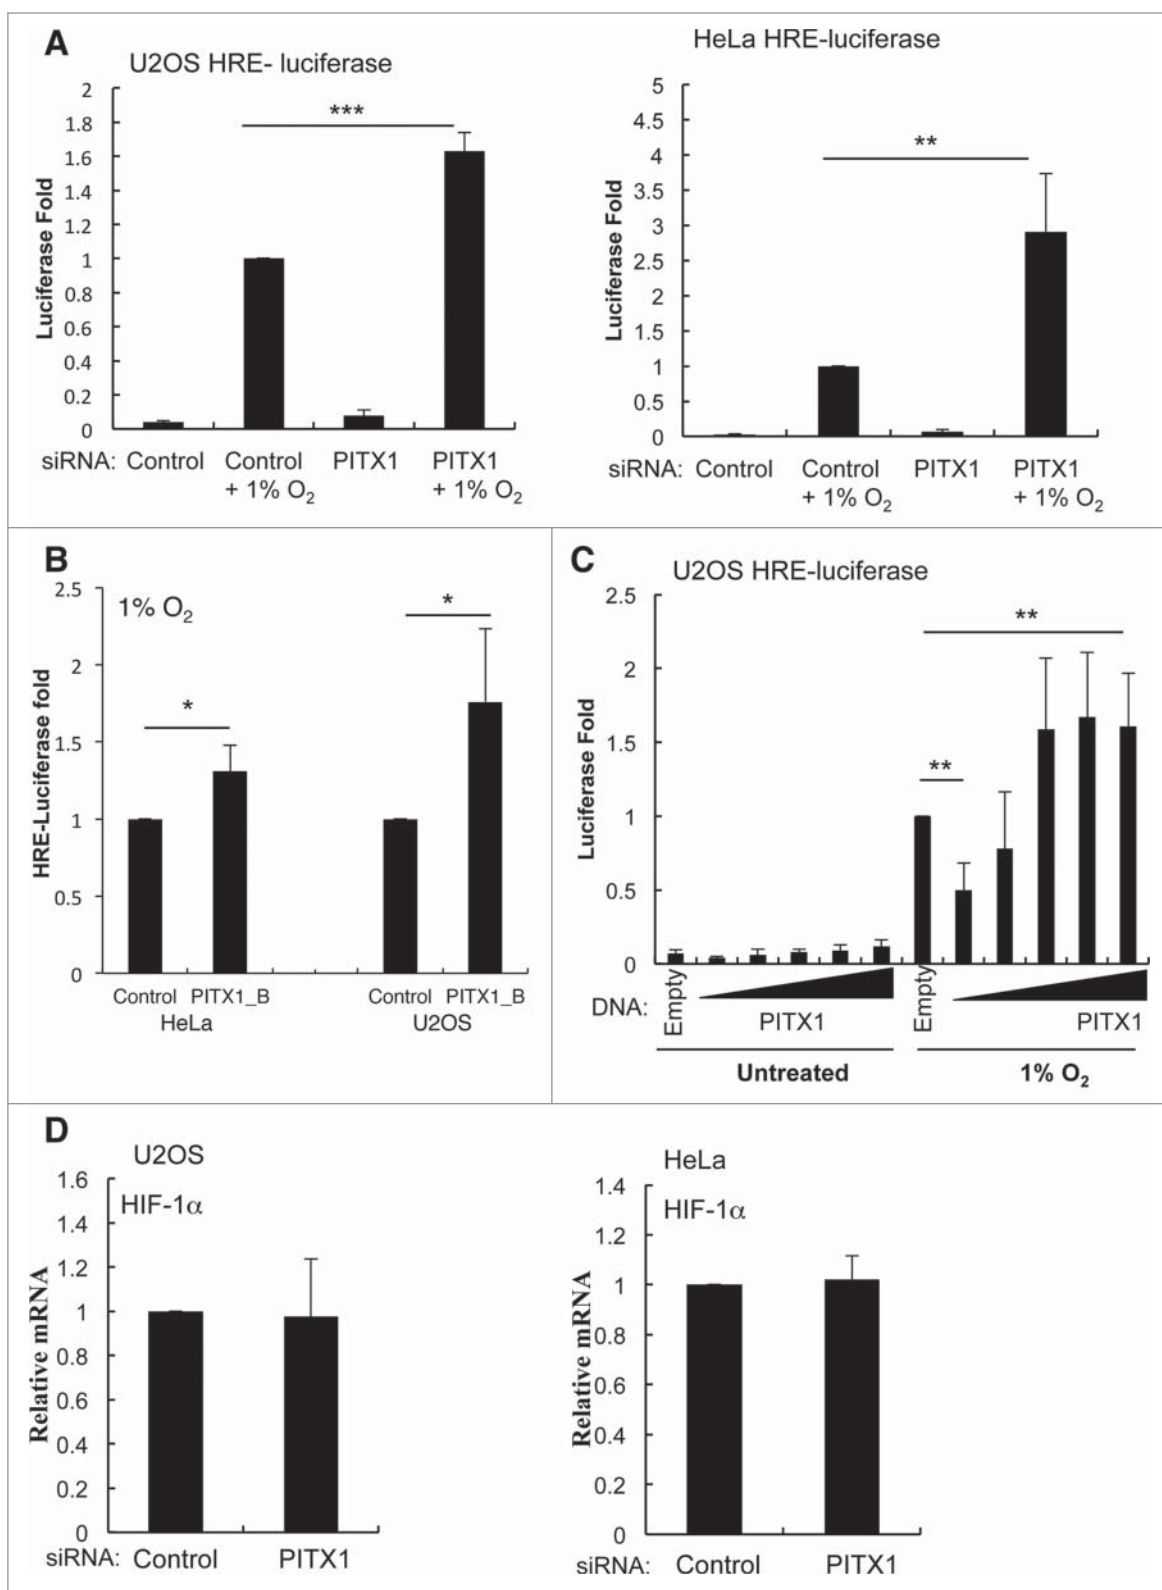 A
U2OS HRE- luciferase
Luciferase Fold
2
1.8
1.6
1.4
1.2
1
0.8
0.6
0.4
0.2
0
***
siRNA: Control Control PITX1 PITX1
+ 1% O₂ + 1% O₂
HeLa HRE-luciferase
Luciferase Fold
5
4.5
4
3.5
3
2.5
2
1.5
1
0.5
0
**
siRNA: Control Control PITX1 PITX1
+ 1% O₂ + 1% O₂
B
1% O₂
HRE-Luciferase fold
2.5
2
1.5
1
0.5
0
*
*
Control PITX1_B Control PITX1_B
HeLa U2OS
C
U2OS HRE-luciferase
Luciferase Fold
2.5
2
1.5
1
0.5
0
**
**
DNA: Empty PITX1 Empty PITX1
Untreated 1% O₂
D
U2OS
HIF-1α
Relative mRNA
1.6
1.4
1.2
1
0.8
0.6
0.4
0.2
0
siRNA: Control PITX1
HeLa
HIF-1α
Relative mRNA
1.4
1.2
1
0.8
0.6
0.4
0.2
0
siRNA: Control PITX1